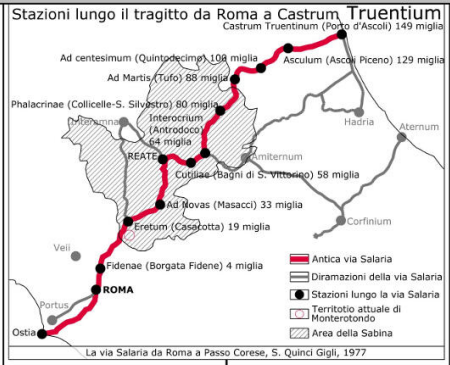 Stazioni lungo il tragitto da Roma a Castrum Truentium
Castrum Truentinum (Porto d'Ascoli) 149 miglia
Ad centesimum (Quintodecimo) 100 miglia
Asculum (Ascoli Piceno) 129 miglia
Ad Martis (Tufo) 88 miglia
Phalacrinae (Collicelle-S. Silvestro) 80 miglia
Interamna
Interocrium
(Antrodoco)
64 miglia
Hadria
Aternum
REATE
Amiternum
Cutiliae (Bagni di S. Vittorino) 58 miglia
Ad Novas (Masacci) 33 miglia
Eretum (Casacotta) 19 miglia
Corfinium
Veii
Fidenae (Borgata Fidene) 4 miglia
ROMA
Portus
Ostia
Antica via Salaria
Diramazioni della via Salaria
Stazioni lungo la via Salaria
Territotio attuale di
Monterotondo
Area della Sabina
La via Salaria da Roma a Passo Corese, S. Quinci Gigli, 1977